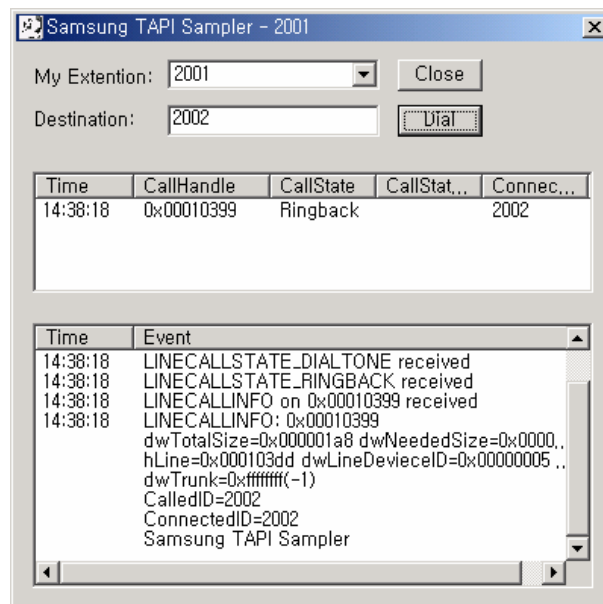 Samsung TAPI Sampler - 2001
My Extention: 2001 Close
Destination: 2002 Dial
Time CallHandle CallState CallStat... Connec...
14:38:18 0x00010399 Ringback 2002
Time Event
14:38:18 LINECALLSTATE_DIALTONE received
14:38:18 LINECALLSTATE_RINGBACK received
14:38:18 LINECALLINFO on 0x00010399 received
14:38:18 LINECALLINFO: 0x00010399
dwTotalSize=0x000001a8 dwNeededSize=0x0000...
hLine=0x000103dd dwLineDevieceID=0x00000005 ...
dwTrunk=0xffffffff(-1)
CalledID=2002
ConnectedID=2002
Samsung TAPI Sampler